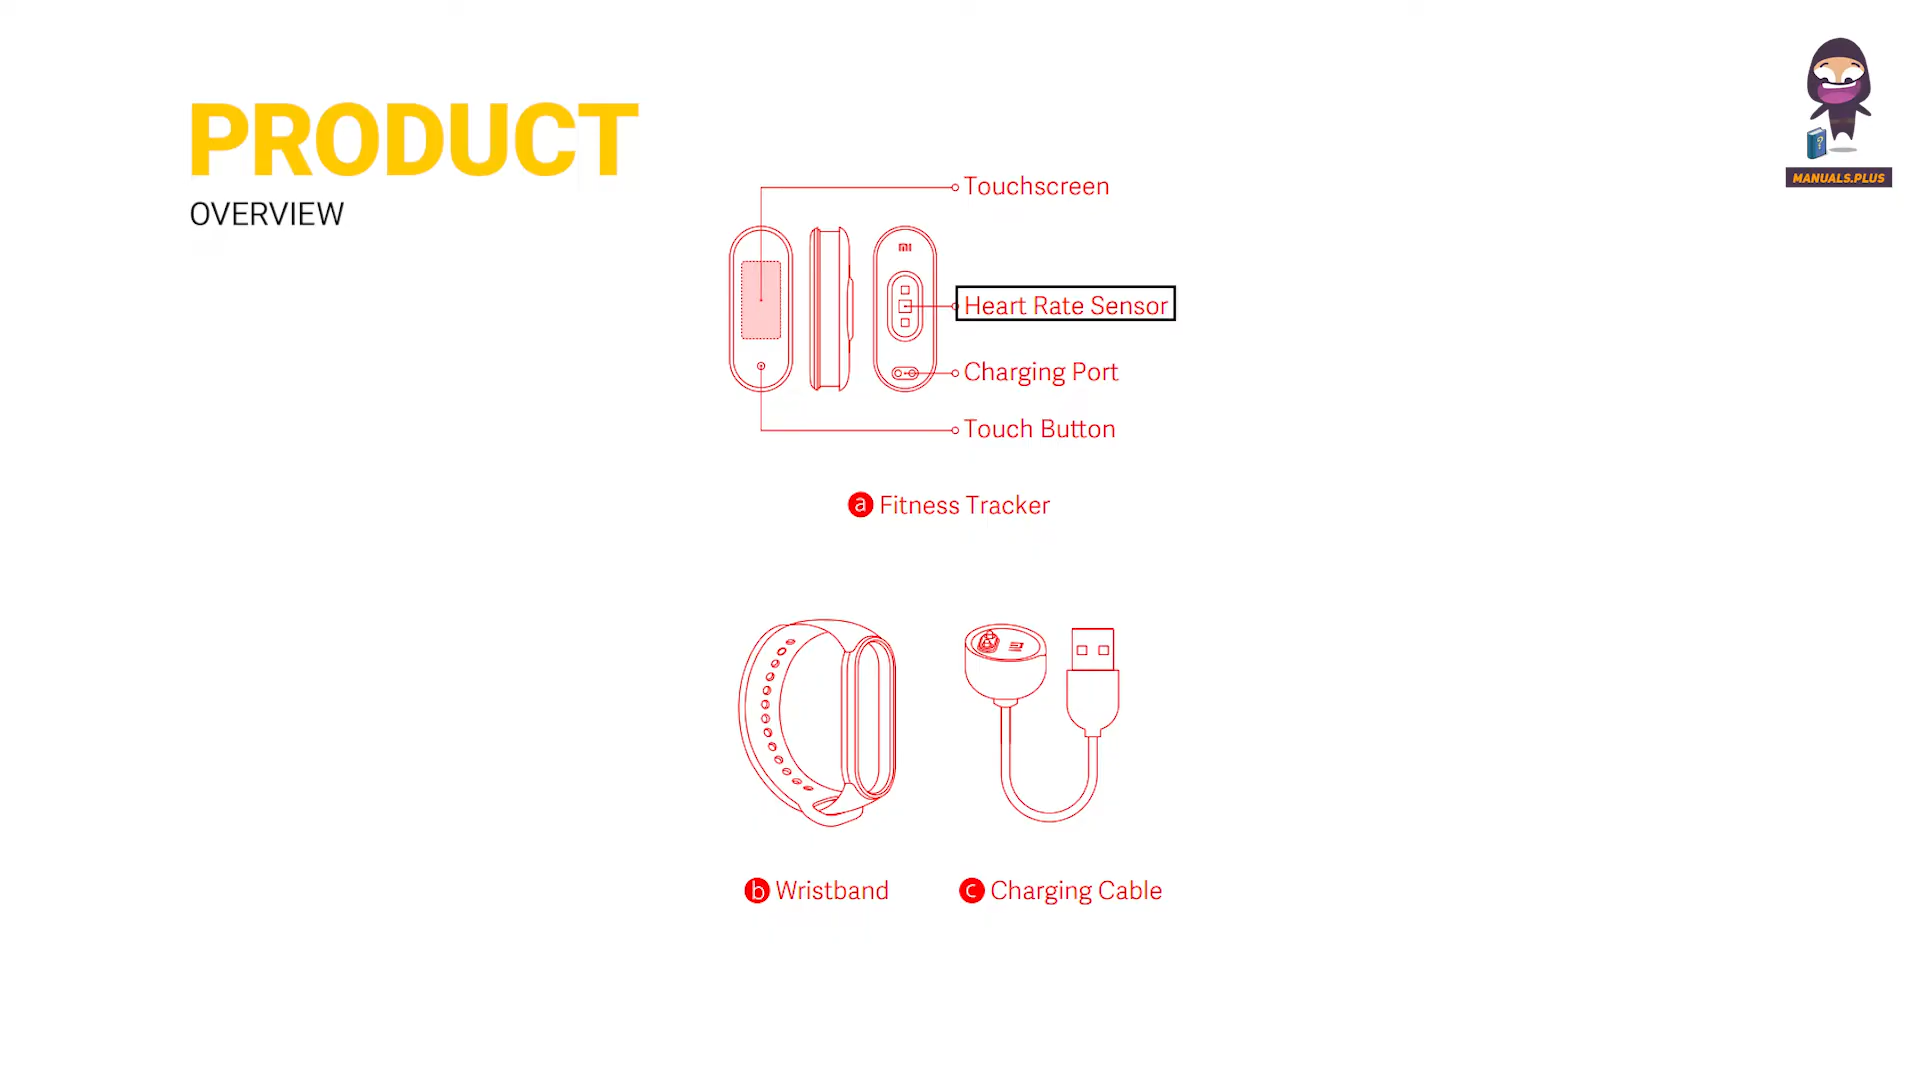 PRODUCT
OVERVIEW
MANUALS.PLUS
Touchscreen
mi
Heart Rate Sensor
Charging Port
Touch Button
a Fitness Tracker
b Wristband
c Charging Cable